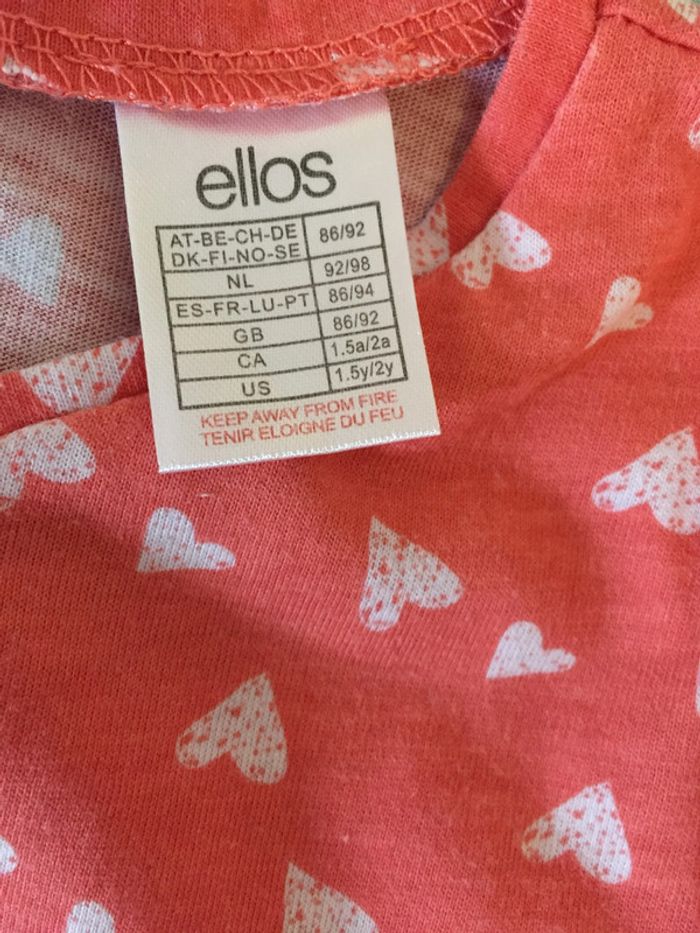 ellos
AT-BE-CH-DE
DK-FI-NO-SE 86/92
NL 92/98
ES-FR-LU-PT 86/94
GB 86/92
CA 1.5a/2a
US 1.5y/2y
KEEP AWAY FROM FIRE
TENIR ELOIGNE DU FEU